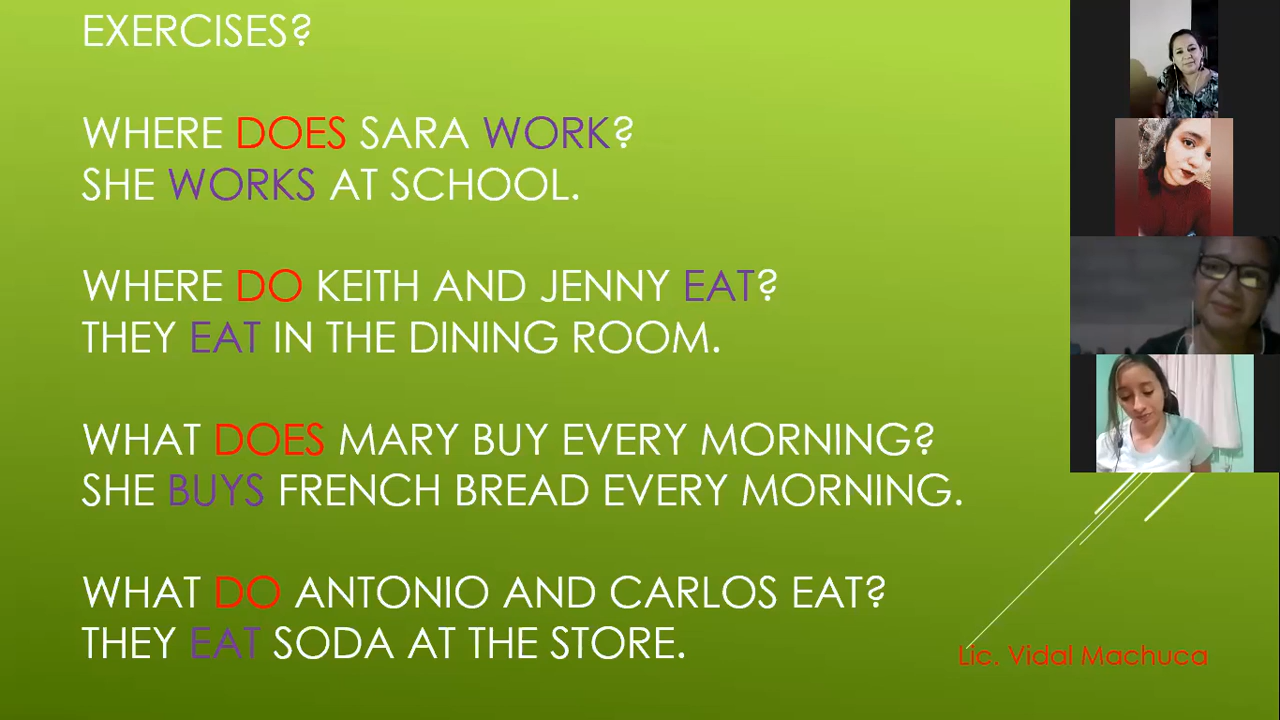 EXERCISES?
WHERE DOES SARA WORK?
SHE WORKS AT SCHOOL.
WHERE DO KEITH AND JENNY EAT?
THEY EAT IN THE DINING ROOM.
WHAT DOES MARY BUY EVERY MORNING?
SHE BUYS FRENCH BREAD EVERY MORNING.
WHAT DO ANTONIO AND CARLOS EAT?
THEY EAT SODA AT THE STORE.
Lic. Vidal Machuca